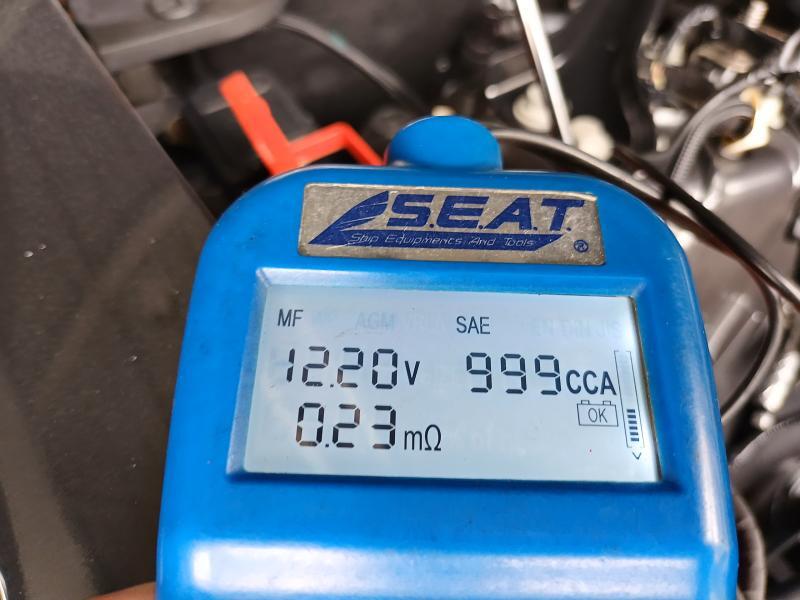 S.E.A.T.
Ship Equipments And Tools ®
MF AGM SAE
12.20V 999CCA
OK
0.23mΩ